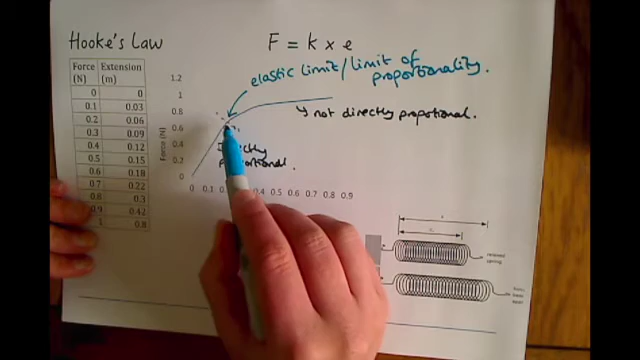 Hooke's Law
F = k x e
Force (N) Extension (m)
0 0
0.1 0.03
0.2 0.06
0.3 0.09
0.4 0.12
0.5 0.15
0.6 0.18
0.7 0.22
0.8 0.3
0.9 0.42
1 0.8
elastic limit/limit of
proportionality.
not directly proportional.
Directly
proportional.
Force (N)
1.2
1
0.8
0.6
0.4
0.2
0
0 0.1 0.2 0.4 0.5 0.6 0.7 0.8 0.9
relaxed
spring